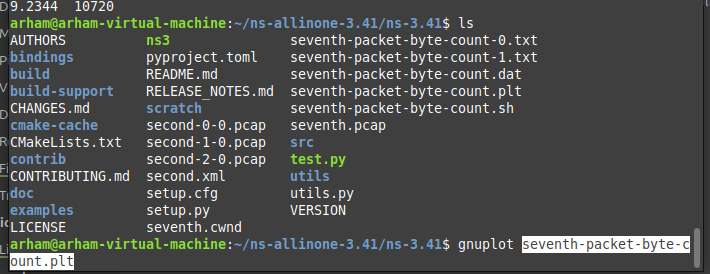 9.2344  10720
arham@arham-virtual-machine:~/ns-allinone-3.41/ns-3.41$ ls
AUTHORS          ns3               seventh-packet-byte-count-0.txt
bindings         pyproject.toml    seventh-packet-byte-count-1.txt
build            README.md         seventh-packet-byte-count.dat
build-support    RELEASE_NOTES.md  seventh-packet-byte-count.plt
CHANGES.md       scratch           seventh-packet-byte-count.sh
cmake-cache      second-0-0.pcap   seventh.pcap
CMakeLists.txt   second-1-0.pcap   src
contrib          second-2-0.pcap   test.py
CONTRIBUTING.md  second.xml        utils
doc              setup.cfg         utils.py
examples         setup.py          VERSION
LICENSE          seventh.cwnd
arham@arham-virtual-machine:~/ns-allinone-3.41/ns-3.41$ gnuplot seventh-packet-byte-c
ount.plt